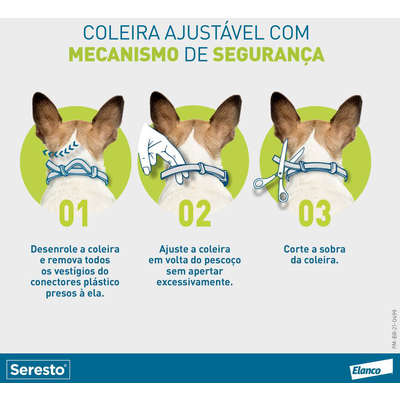 COLEIRA AJUSTÁVEL COM
MECANISMO DE SEGURANÇA
01
Desenrole a coleira
e remova todos
os vestígios do
conectores plástico
presos à ela.
02
Ajuste a coleira
em volta do pescoço
sem apertar
excessivamente.
03
Corte a sobra
da coleira.
PM-BR-21-0496
Seresto
Elanco